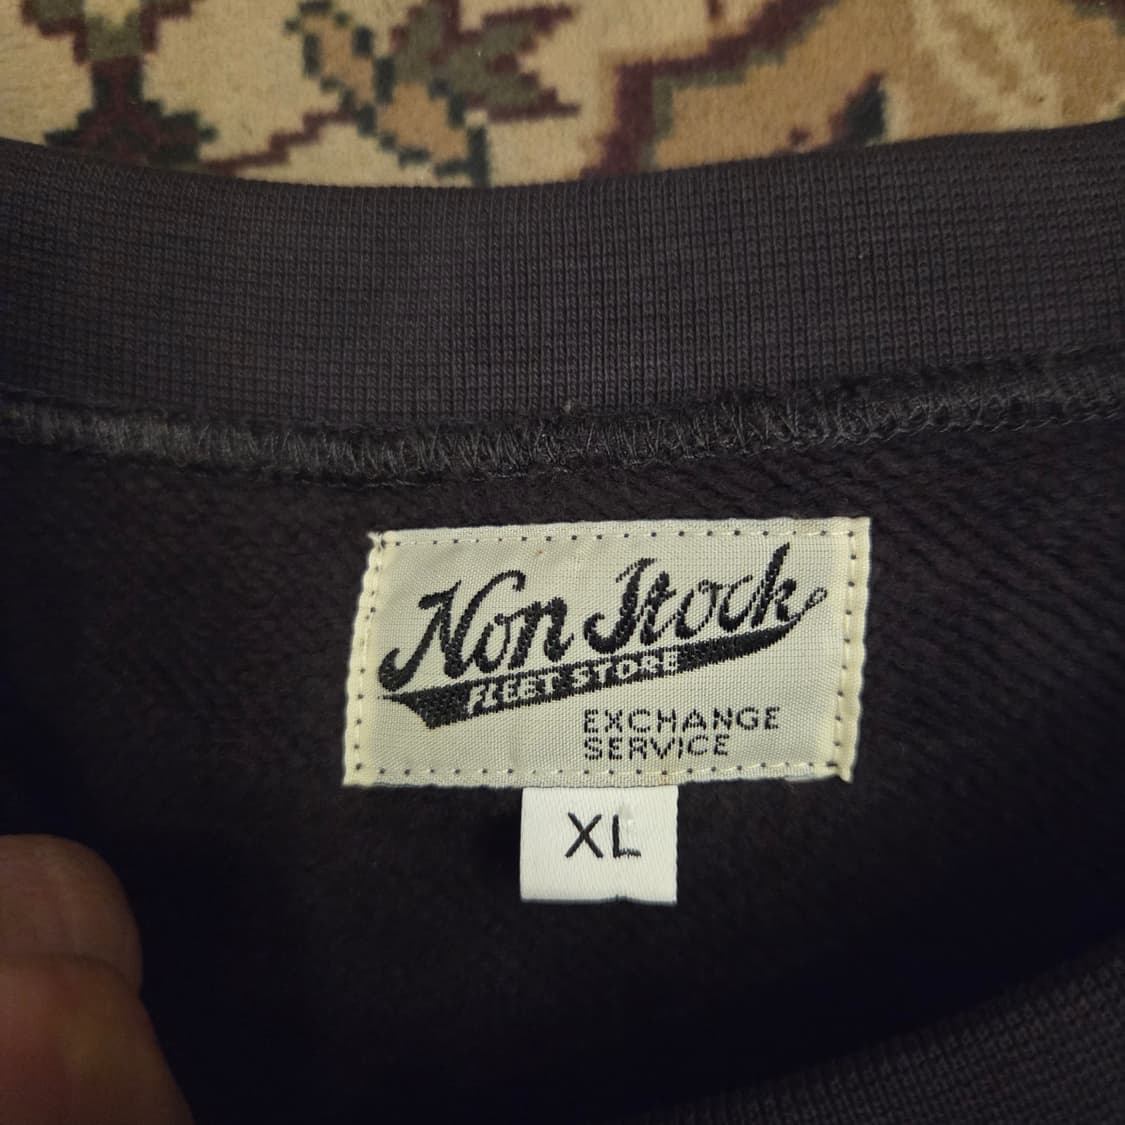 Non Stock
FLEET STORE
EXCHANGE
SERVICE
XL